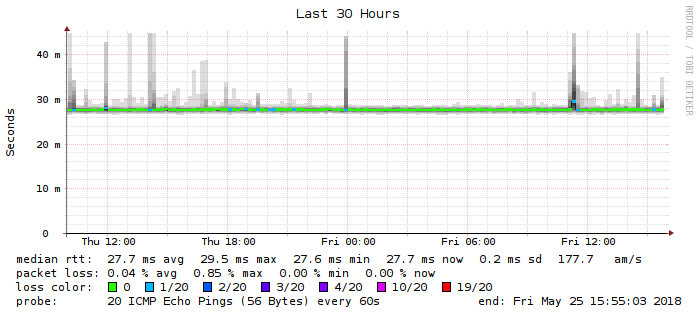 Last 30 Hours
RRDTOOL / TOBI OETIKER
Seconds
40 m
30 m
20 m
10 m
0
Thu 12:00 Thu 18:00 Fri 00:00 Fri 06:00 Fri 12:00
median rtt: 27.7 ms avg 29.5 ms max 27.6 ms min 27.7 ms now 0.2 ms sd 177.7 am/s
packet loss: 0.04 % avg 0.85 % max 0.00 % min 0.00 % now
loss color: 0 1/20 2/20 3/20 4/20 10/20 19/20
probe: 20 ICMP Echo Pings (56 Bytes) every 60s end: Fri May 25 15:55:03 2018